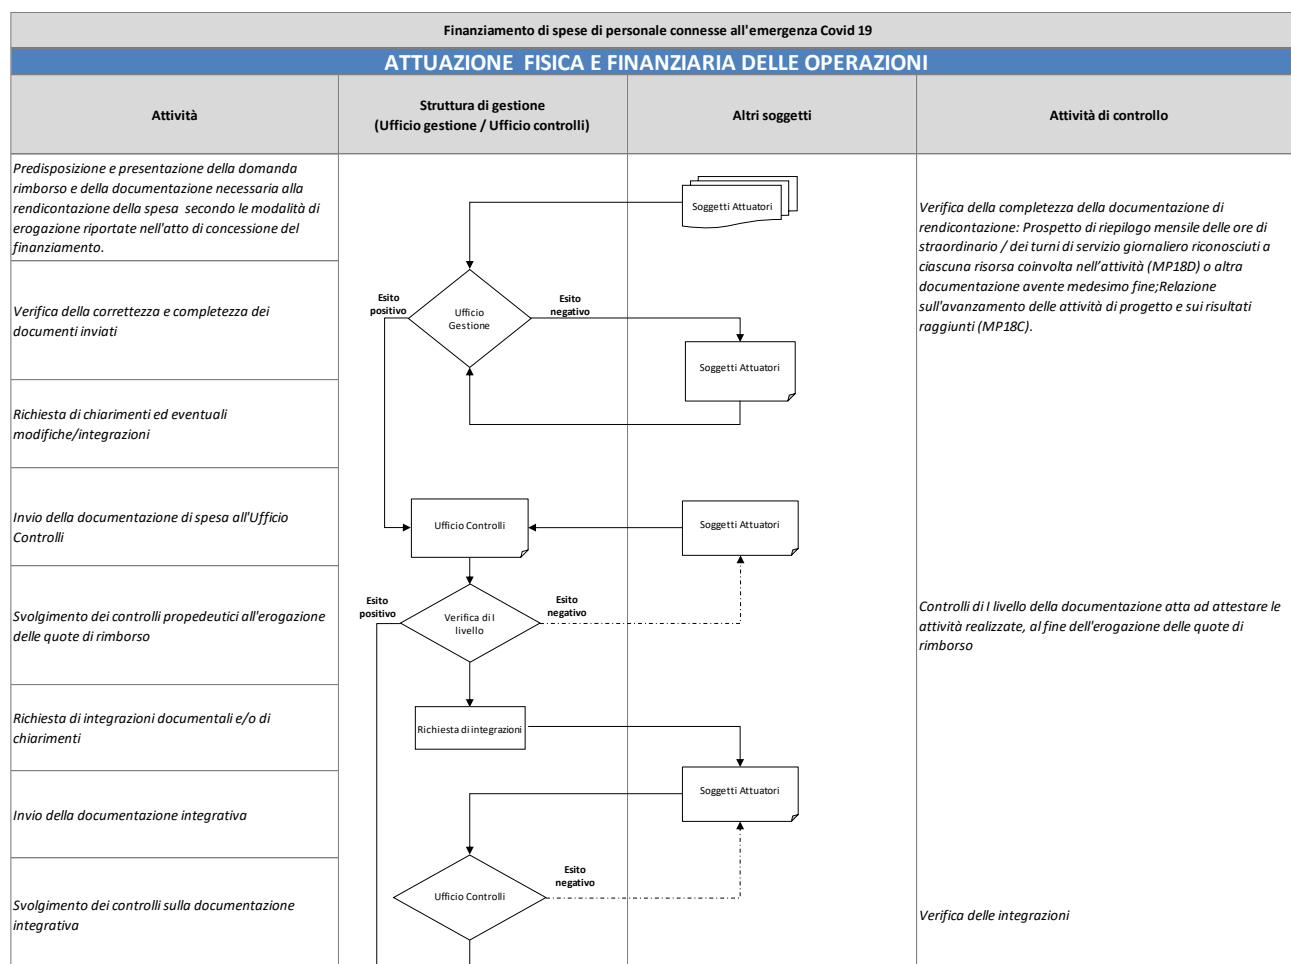 Finanziamento di spese di personale connesse all'emergenza Covid 19
ATTUAZIONE FISICA E FINANZIARIA DELLE OPERAZIONI
Attività
Struttura di gestione
(Ufficio gestione / Ufficio controlli)
Altri soggetti
Attività di controllo
Predisposizione e presentazione della domanda
rimborso e della documentazione necessaria alla
rendicontazione della spesa secondo le modalità di
erogazione riportate nell'atto di concessione del
finanziamento.
Soggetti Attuatori
Verifica della completezza della documentazione di
rendicontazione: Prospetto di riepilogo mensile delle ore di
straordinario / dei turni di servizio giornaliero riconosciuti a
ciascuna risorsa coinvolta nell'attività (MP18D) o altra
documentazione avente medesimo fine;Relazione
sull'avanzamento delle attività di progetto e sui risultati
raggiunti (MP18C).
Verifica della correttezza e completezza dei
documenti inviati
Esito
positivo
Ufficio
Gestione
Esito
negativo
Soggetti Attuatori
Richiesta di chiarimenti ed eventuali
modifiche/integrazioni
Invio della documentazione di spesa all'Ufficio
Controlli
Ufficio Controlli
Soggetti Attuatori
Svolgimento dei controlli propedeutici all'erogazione
delle quote di rimborso
Esito
positivo
Verifica di I
livello
Esito
negativo
Controlli di I livello della documentazione atta ad attestare le
attività realizzate, al fine dell'erogazione delle quote di
rimborso
Richiesta di integrazioni documentali e/o di
chiarimenti
Richiesta di integrazioni
Invio della documentazione integrativa
Soggetti Attuatori
Svolgimento dei controlli sulla documentazione
integrativa
Ufficio Controlli
Esito
negativo
Verifica delle integrazioni